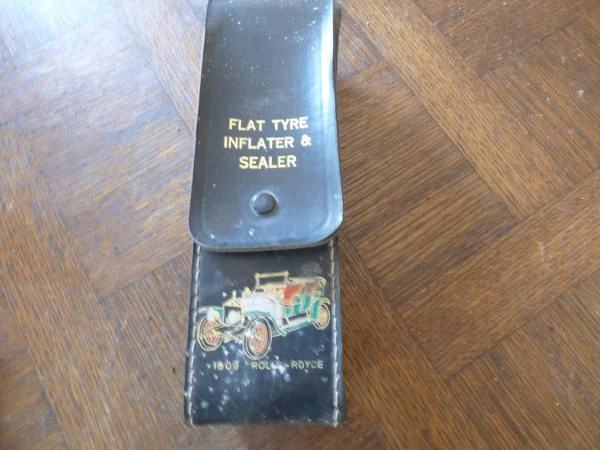 FLAT TYRE
INFLATER &
SEALER
1909 ROLLS-ROYCE